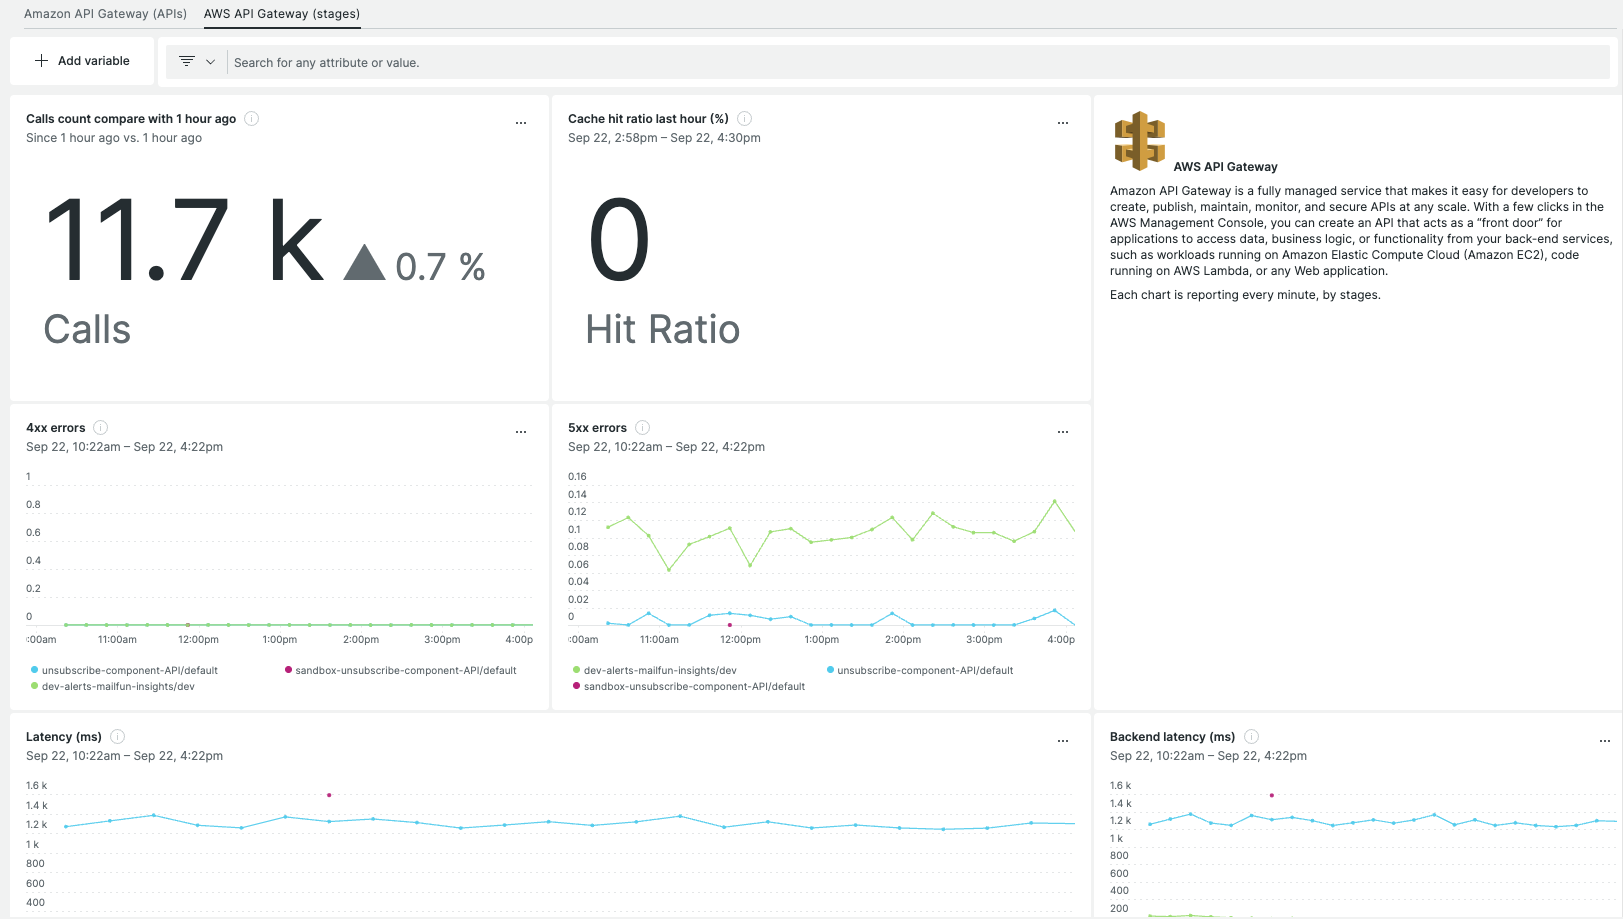 Amazon API Gateway (APIs)
AWS API Gateway (stages)
Add variable
Search for any attribute or value.
Calls count compare with 1 hour ago
Since 1 hour ago vs. 1 hour ago
11.7 k
0.7 %
Calls
Cache hit ratio last hour (%)
Sep 22, 2:58pm – Sep 22, 4:30pm
0
Hit Ratio
AWS API Gateway
Amazon API Gateway is a fully managed service that makes it easy for developers to
create, publish, maintain, monitor, and secure APIs at any scale. With a few clicks in the
AWS Management Console, you can create an API that acts as a “front door” for
applications to access data, business logic, or functionality from your back-end services,
such as workloads running on Amazon Elastic Compute Cloud (Amazon EC2), code
running on AWS Lambda, or any Web application.
Each chart is reporting every minute, by stages.
4xx errors
Sep 22, 10:22am – Sep 22, 4:22pm
1
0.8
0.6
0.4
0.2
0
:00am 11:00am 12:00pm 1:00pm 2:00pm 3:00pm 4:00p
unsubscribe-component-API/default
sandbox-unsubscribe-component-API/default
dev-alerts-mailfun-insights/dev
5xx errors
Sep 22, 10:22am – Sep 22, 4:22pm
0.16
0.14
0.12
0.1
0.08
0.06
0.04
0.02
0
:00am 11:00am 12:00pm 1:00pm 2:00pm 3:00pm 4:00p
dev-alerts-mailfun-insights/dev
unsubscribe-component-API/default
sandbox-unsubscribe-component-API/default
Latency (ms)
Sep 22, 10:22am – Sep 22, 4:22pm
1.6 k
1.4 k
1.2 k
1 k
800
600
400
Backend latency (ms)
Sep 22, 10:22am – Sep 22, 4:22pm
1.6 k
1.4 k
1.2 k
1 k
800
600
400
200